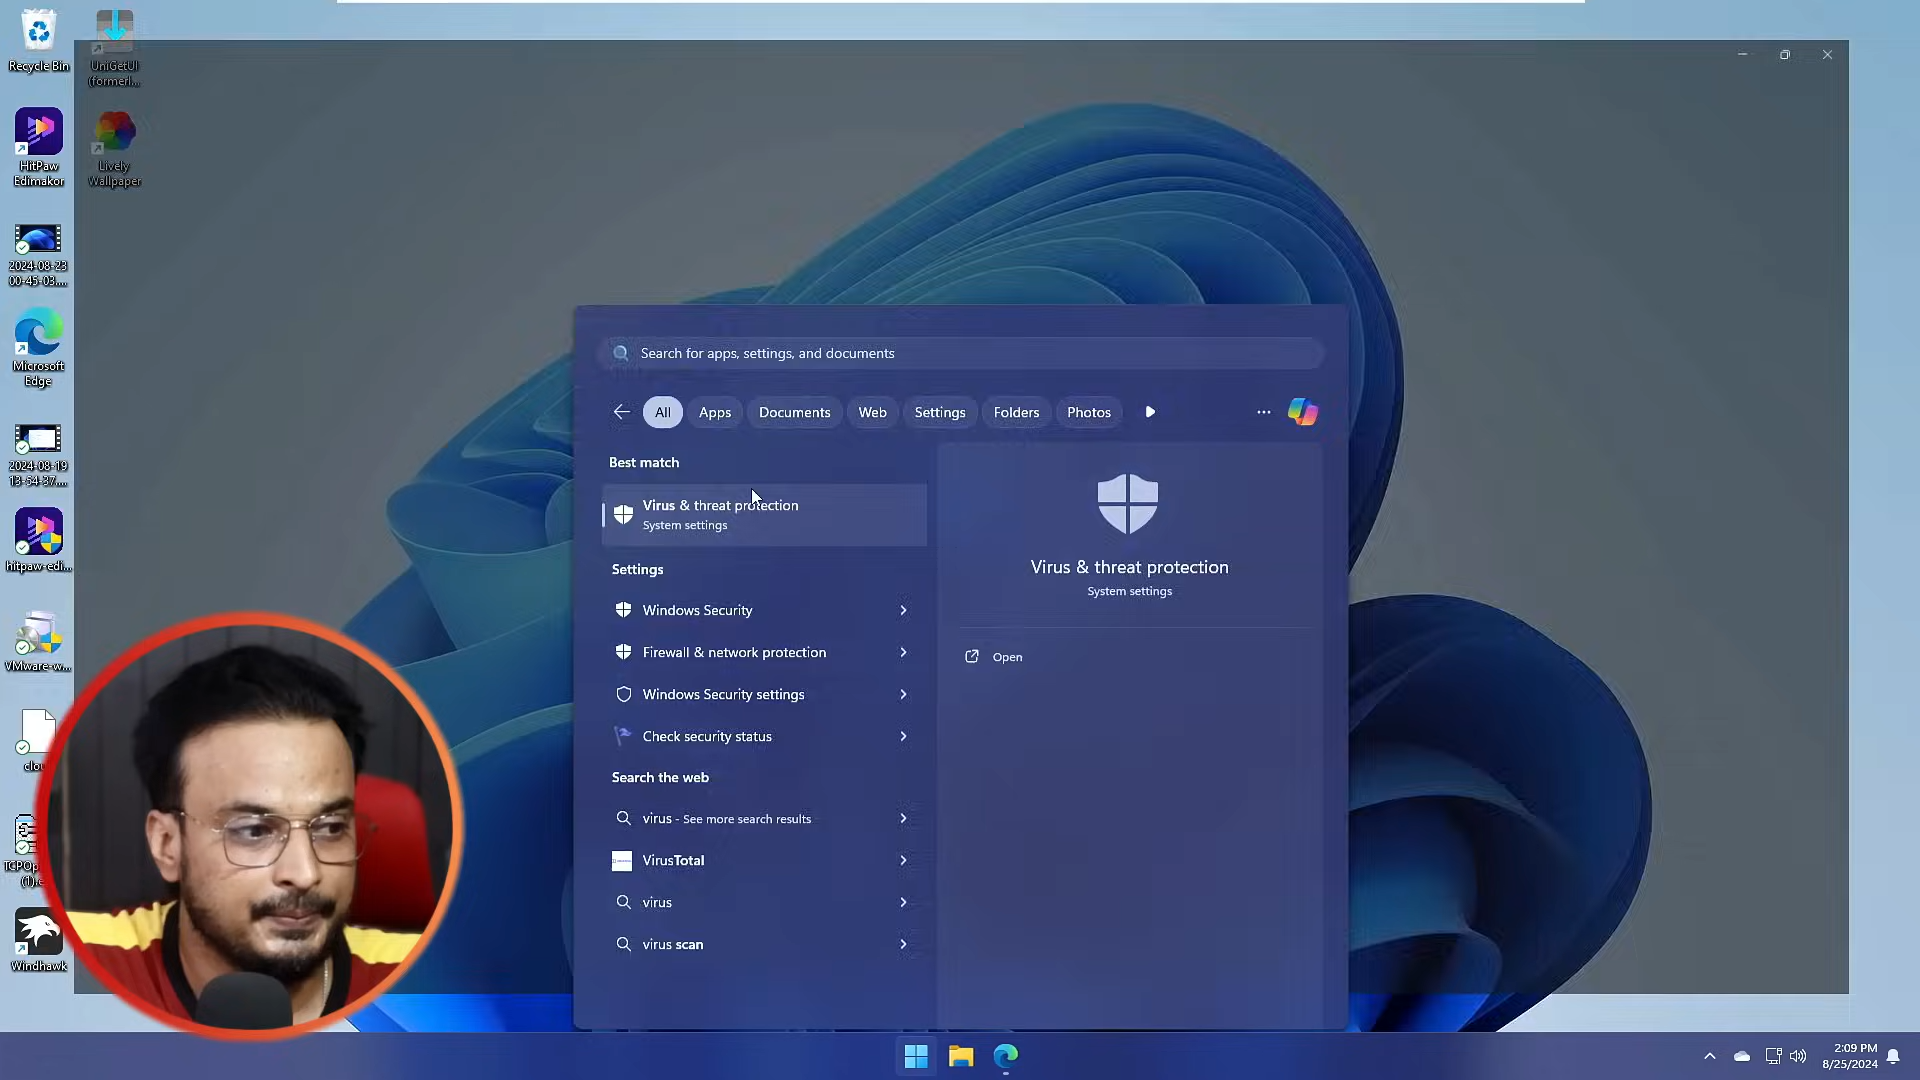 Recycle Bin
UniGetUI
(formerl...
HitPaw
Edimakor
Lively
Wallpaper
2024-08-23
00-45-03....
Microsoft
Edge
2024-08-19
13-54-37....
hitpaw-edi...
VMware-w...
(1).e
Windhawk
Search for apps, settings, and documents
All
Apps
Documents
Web
Settings
Folders
Photos
Best match
Virus & threat protection
System settings
Settings
Windows Security
Firewall & network protection
Windows Security settings
Check security status
Search the web
virus - See more search results
VirusTotal
virus
virus scan
Virus & threat protection
System settings
Open
2:09 PM
8/25/2024